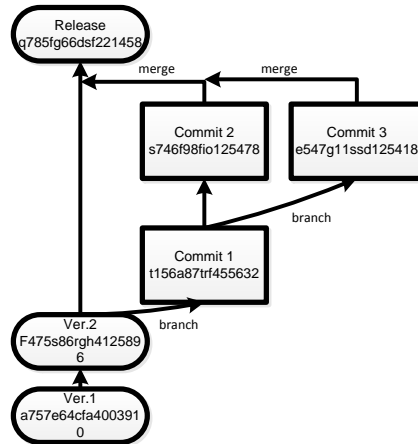 Release
q785fg66dsf221458
merge
merge
Commit 2
s746f98fio125478
Commit 3
e547g11ssd125418
branch
Commit 1
t156a87trf455632
Ver.2
F475s86rgh412589
6
branch
Ver.1
a757e64cfa400391
0